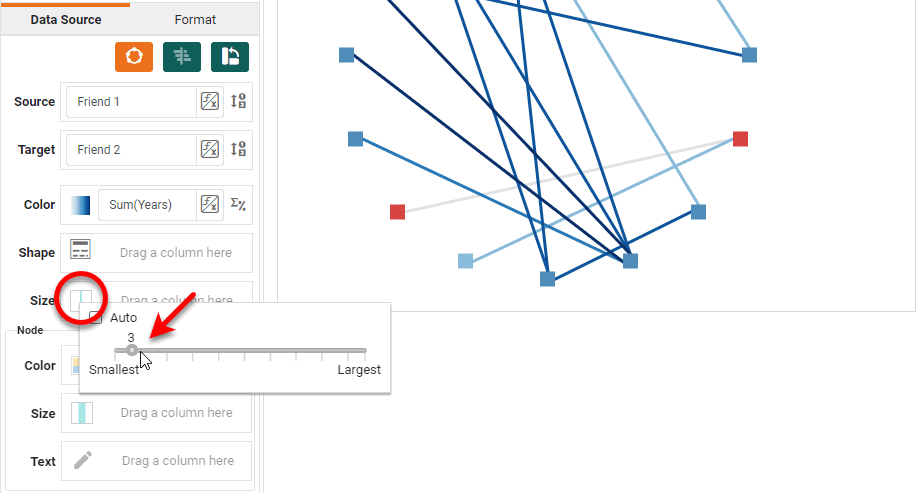 Data Source
Format
Source
Friend 1
Target
Friend 2
Color
Sum(Years)
Shape
Drag a column here
Size
Drag a column here
Auto
3
Smallest
Largest
Node
Color
Size
Drag a column here
Text
Drag a column here